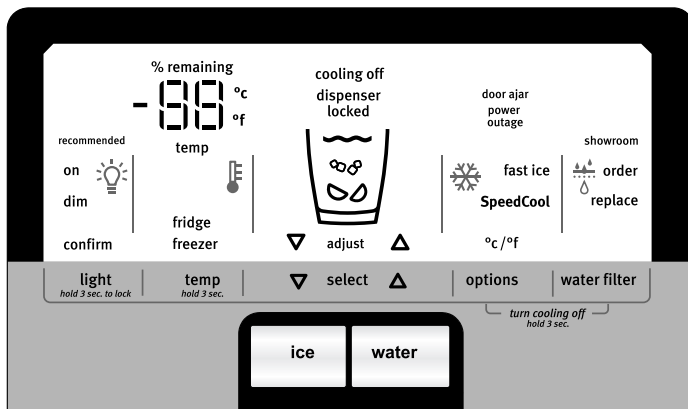 % remaining
-88 °c
°f
temp
cooling off
dispenser
locked
door ajar
power
outage
recommended
on
dim
confirm
fridge
freezer
adjust
showroom
fast ice
SpeedCool
°c/°f
order
replace
light
hold 3 sec. to lock
temp
hold 3 sec.
select
options
water filter
turn cooling off
hold 3 sec.
ice
water